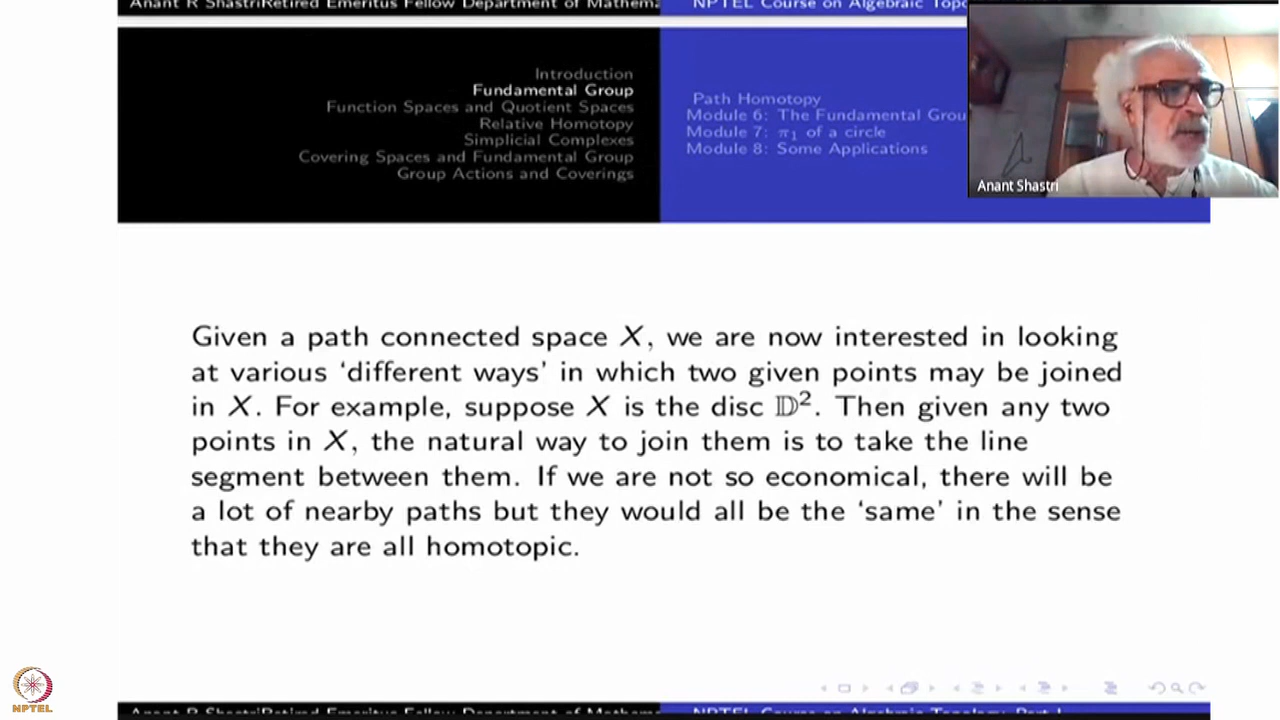 Anant R ShastriRetired Emeritus Fellow Department of Mathema
NPTEL Course on Algebraic Topo
Introduction
Fundamental Group
Function Spaces and Quotient Spaces
Relative Homotopy
Simplicial Complexes
Covering Spaces and Fundamental Group
Group Actions and Coverings
Path Homotopy
Module 6: The Fundamental Grou
Module 7: π₁ of a circle
Module 8: Some Applications
Anant Shastri
Given a path connected space X, we are now interested in looking
at various ‘different ways’ in which two given points may be joined
in X. For example, suppose X is the disc 𝔻². Then given any two
points in X, the natural way to join them is to take the line
segment between them. If we are not so economical, there will be
a lot of nearby paths but they would all be the ‘same’ in the sense
that they are all homotopic.
NPTEL
Anant R ShastriRetired Emeritus Fellow Department of Mathema
NPTEL Course on Algebraic Topology, Part-I